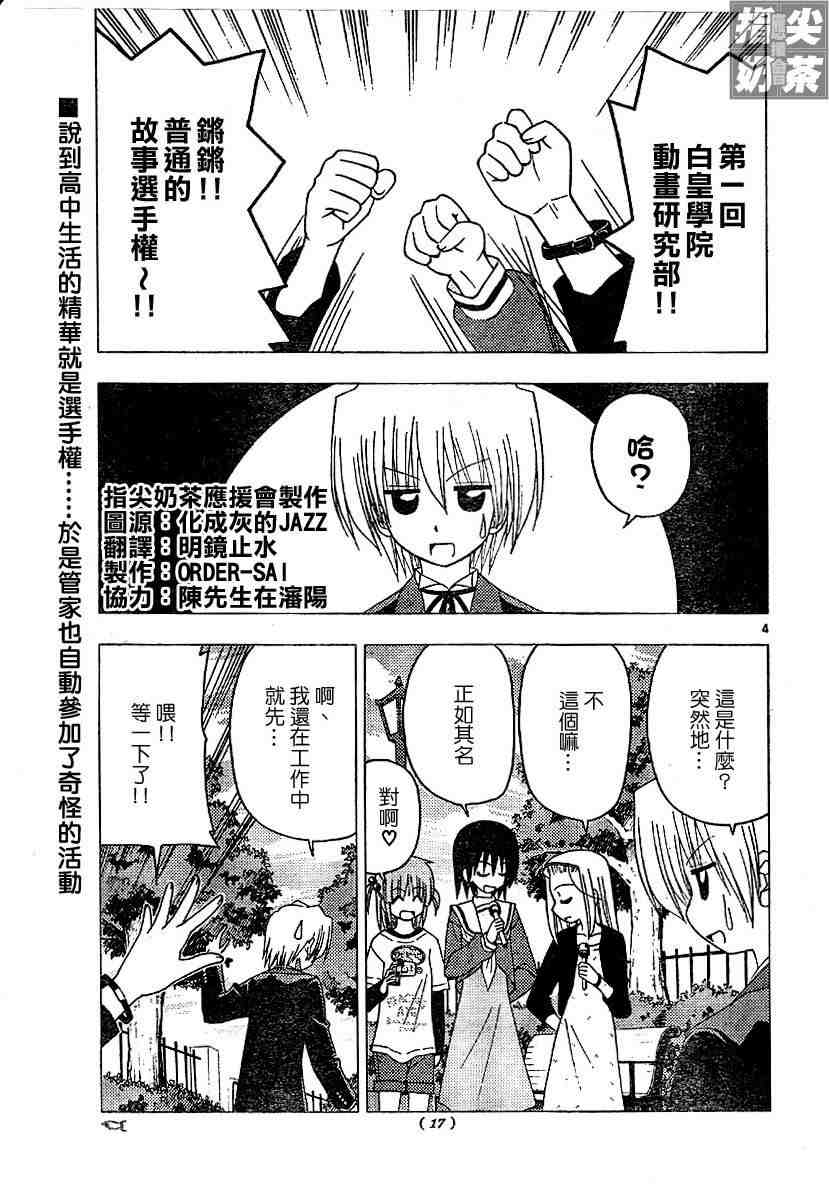 指尖
奶茶
應援會
■說到高中生活的精華就是選手權……於是管家也自動參加了奇怪的活動
第一回
白皇學院
動畫研究部!!
鏘鏘!!
普通的
故事選手權~!!
哈?
指尖奶茶應援會製作
圖源:化成灰的JAZZ
翻譯:明鏡止水
製作:ORDER-SAI
協力:陳先生在瀋陽
4
這是什麼?
突然地…
不
這個嘛…
正如其名
對啊♡
啊、
我還在工作中
就先…
喂!!
等一下了!!
(17)